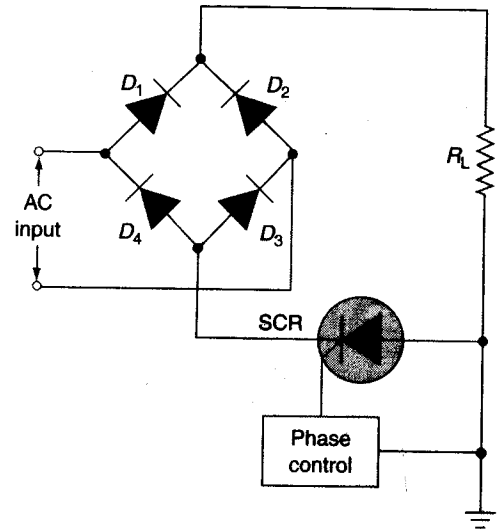 D1
D2
RL
AC
input
D4
D3
SCR
Phase
control